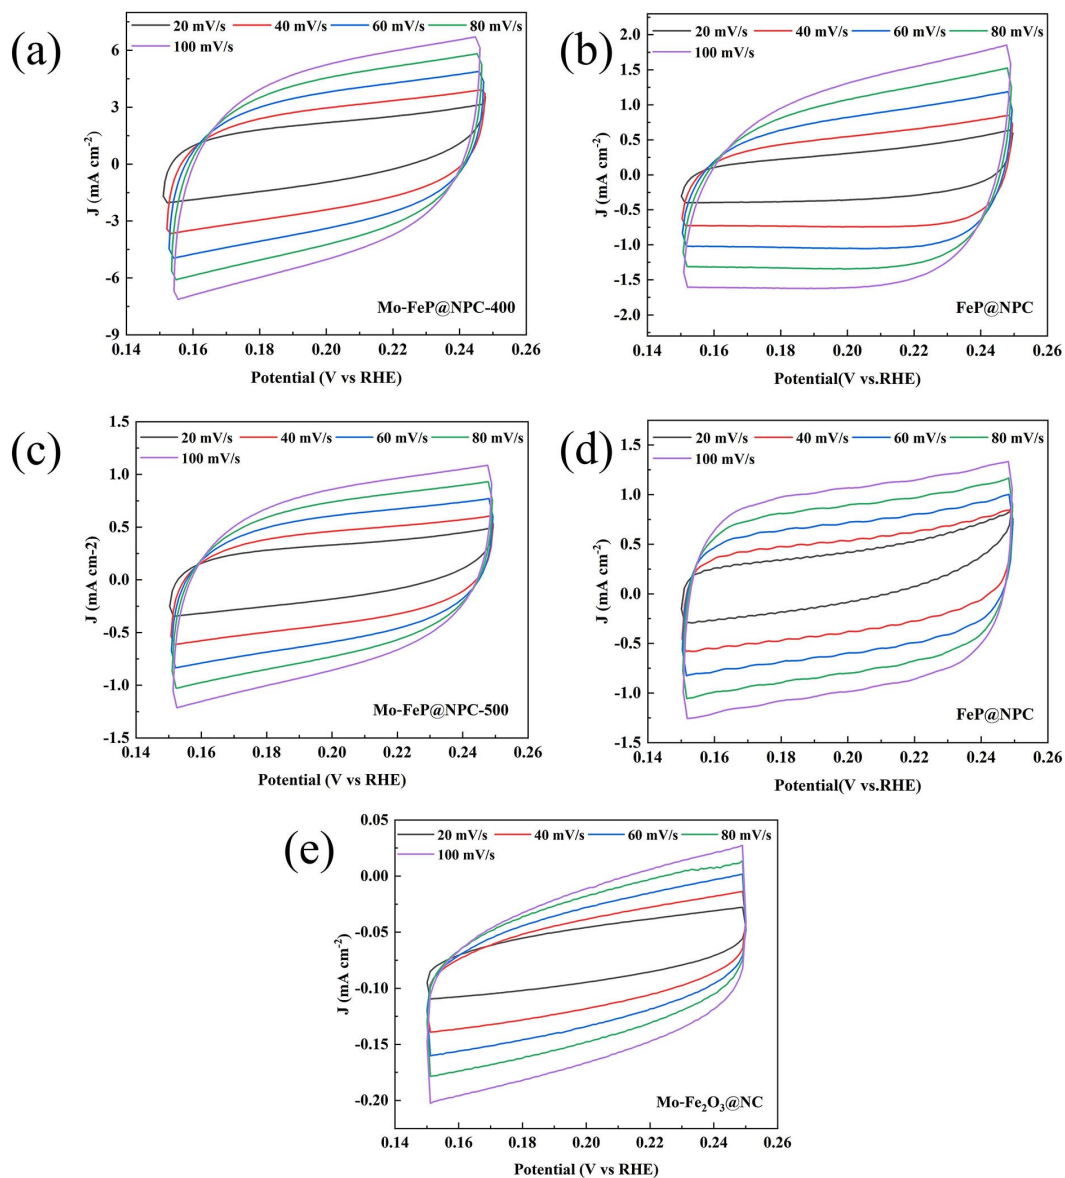 (a)
20 mV/s 40 mV/s 60 mV/s 80 mV/s
100 mV/s
6
3
0
-3
-6
-9
J (mA cm-2)
Mo-FeP@NPC-400
0.14 0.16 0.18 0.20 0.22 0.24 0.26
Potential (V vs RHE)
(b)
20 mV/s 40 mV/s 60 mV/s 80 mV/s
100 mV/s
2.0
1.5
1.0
0.5
0.0
-0.5
-1.0
-1.5
-2.0
J (mA cm-2)
FeP@NPC
0.14 0.16 0.18 0.20 0.22 0.24 0.26
Potential(V vs.RHE)
(c)
20 mV/s 40 mV/s 60 mV/s 80 mV/s
100 mV/s
1.5
1.0
0.5
0.0
-0.5
-1.0
-1.5
J (mA cm-2)
Mo-FeP@NPC-500
0.14 0.16 0.18 0.20 0.22 0.24 0.26
Potential (V vs RHE)
(d)
20 mV/s 40 mV/s 60 mV/s 80 mV/s
100 mV/s
1.5
1.0
0.5
0.0
-0.5
-1.0
-1.5
J (mA cm-2)
FeP@NPC
0.14 0.16 0.18 0.20 0.22 0.24 0.26
Potential(V vs.RHE)
(e)
20 mV/s 40 mV/s 60 mV/s 80 mV/s
100 mV/s
0.05
0.00
-0.05
-0.10
-0.15
-0.20
J (mA cm-2)
Mo-Fe2O3@NC
0.14 0.16 0.18 0.20 0.22 0.24 0.26
Potential (V vs RHE)